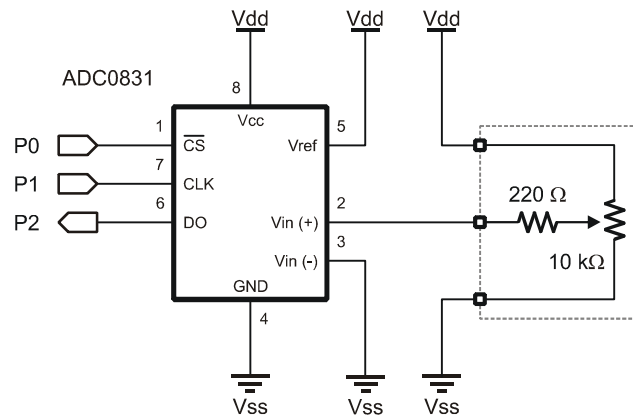 Vdd Vdd Vdd
ADC0831
8
Vcc
P0 1 CS 5 Vref
P1 7 CLK
P2 6 DO 2 Vin (+) 220 Ω
3 Vin (-) 10 kΩ
GND
4
Vss Vss Vss